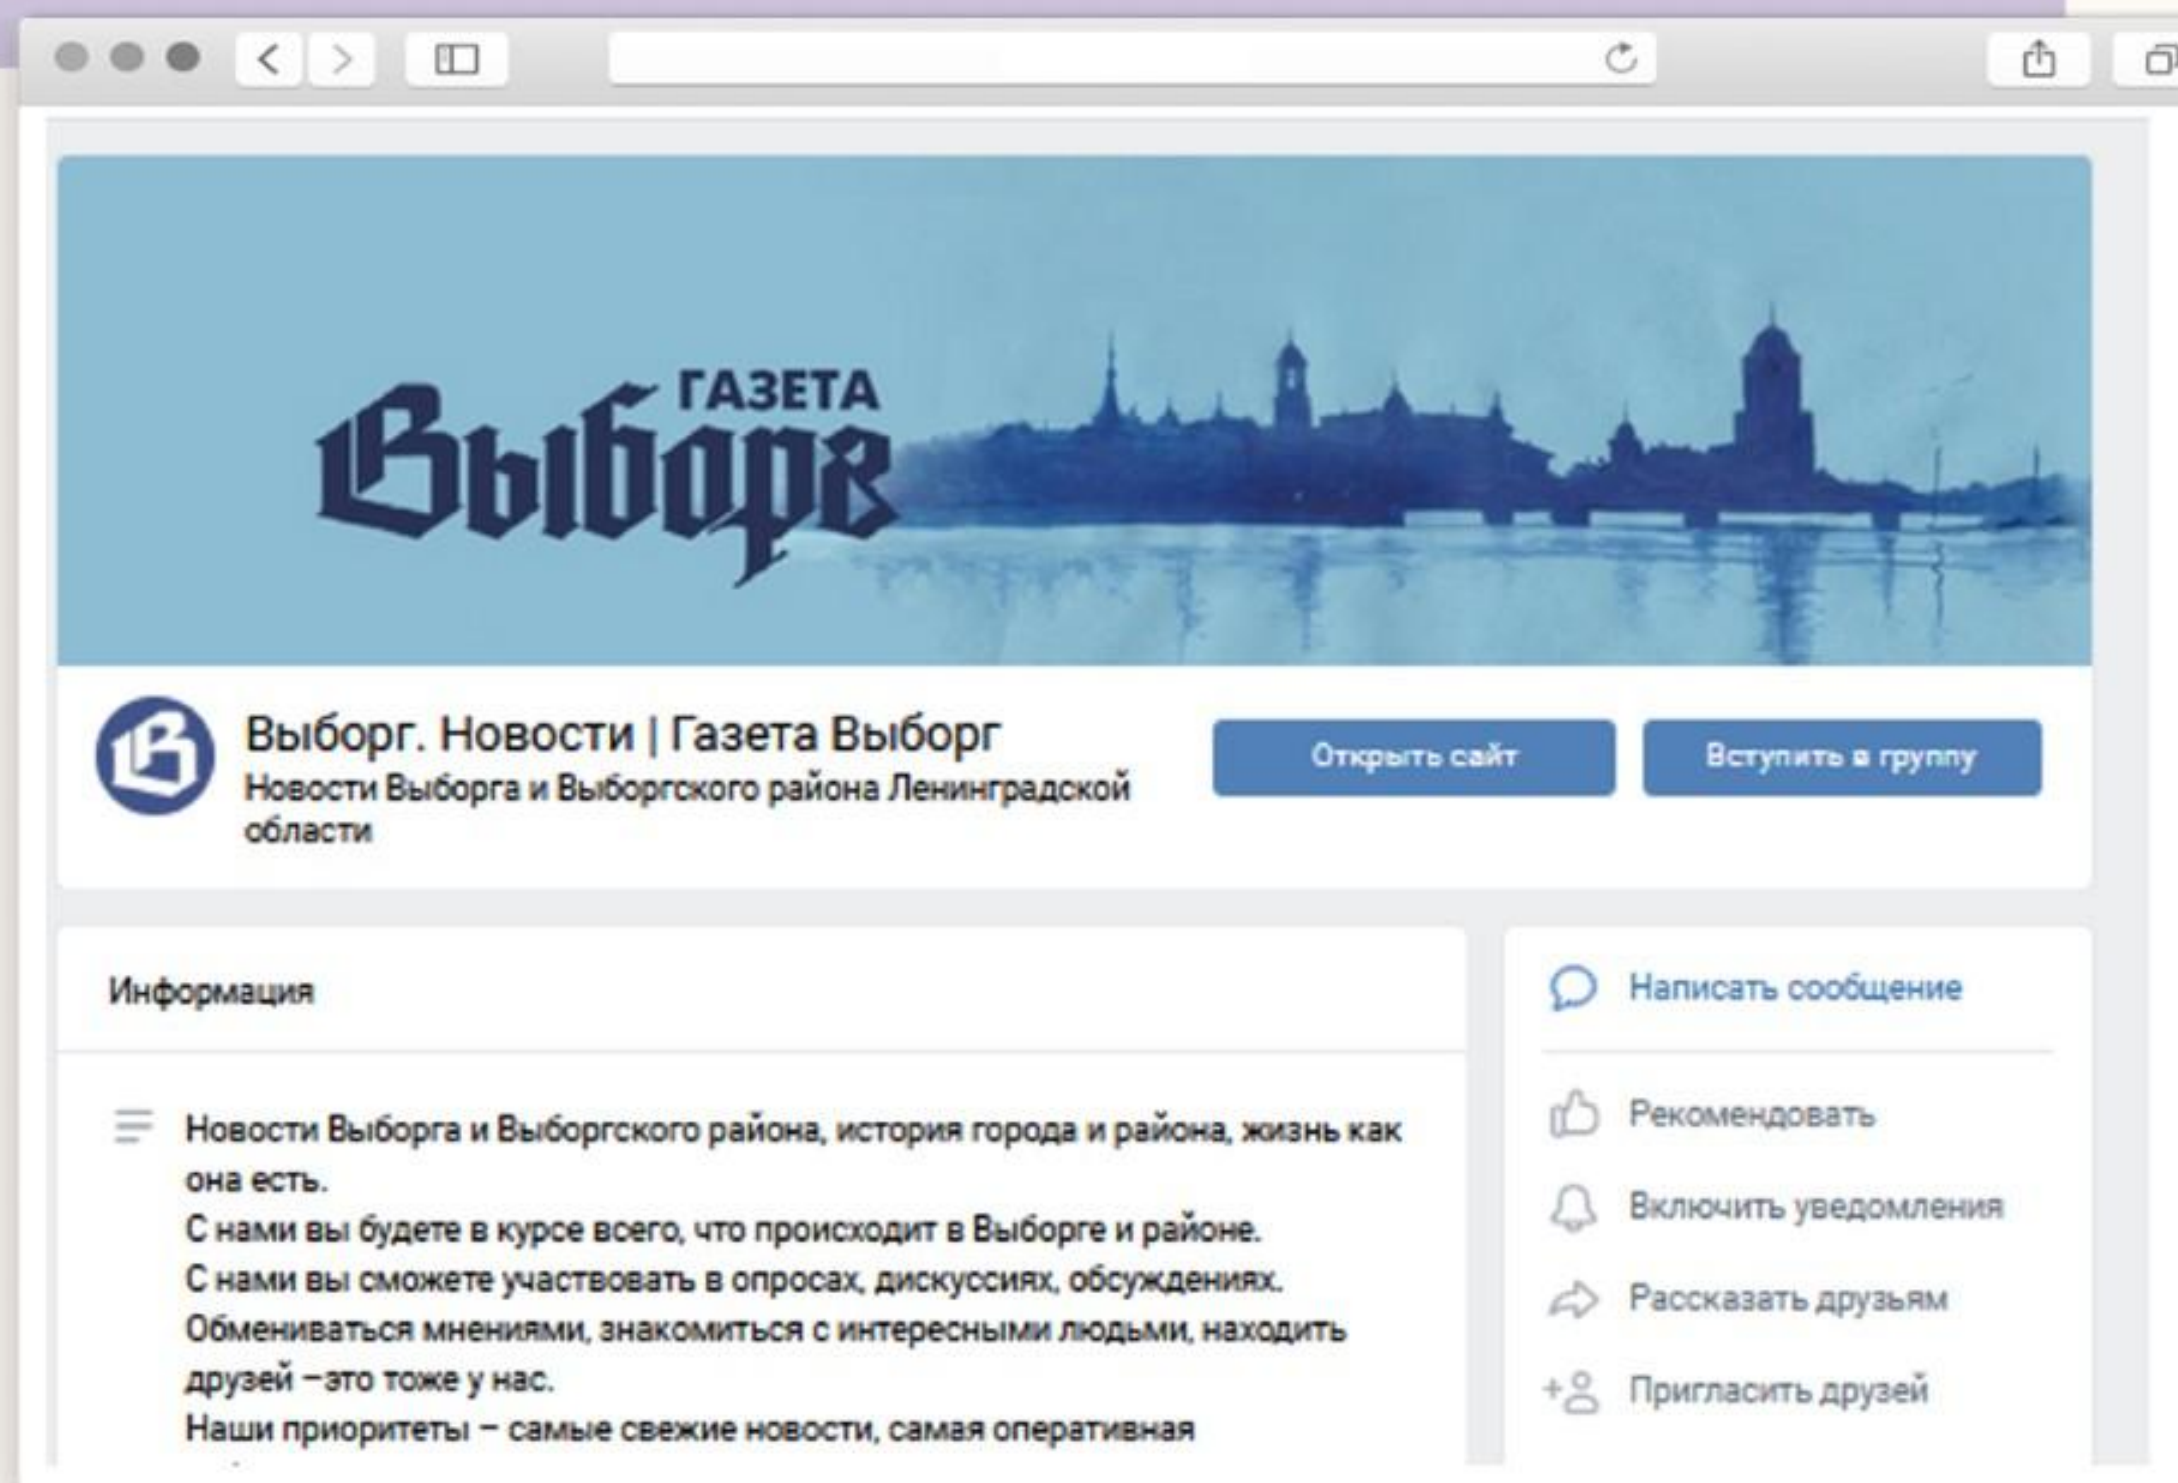 ГАЗЕТА
Выборг
Выборг. Новости | Газета Выборг
Новости Выборга и Выборгского района Ленинградской
области
Открыть сайт
Вступить в группу
Информация
Новости Выборга и Выборгского района, история города и района, жизнь как
она есть.
С нами вы будете в курсе всего, что происходит в Выборге и районе.
С нами вы сможете участвовать в опросах, дискуссиях, обсуждениях.
Обмениваться мнениями, знакомиться с интересными людьми, находить
друзей –это тоже у нас.
Наши приоритеты – самые свежие новости, самая оперативная
Написать сообщение
Рекомендовать
Включить уведомления
Рассказать друзьям
Пригласить друзей